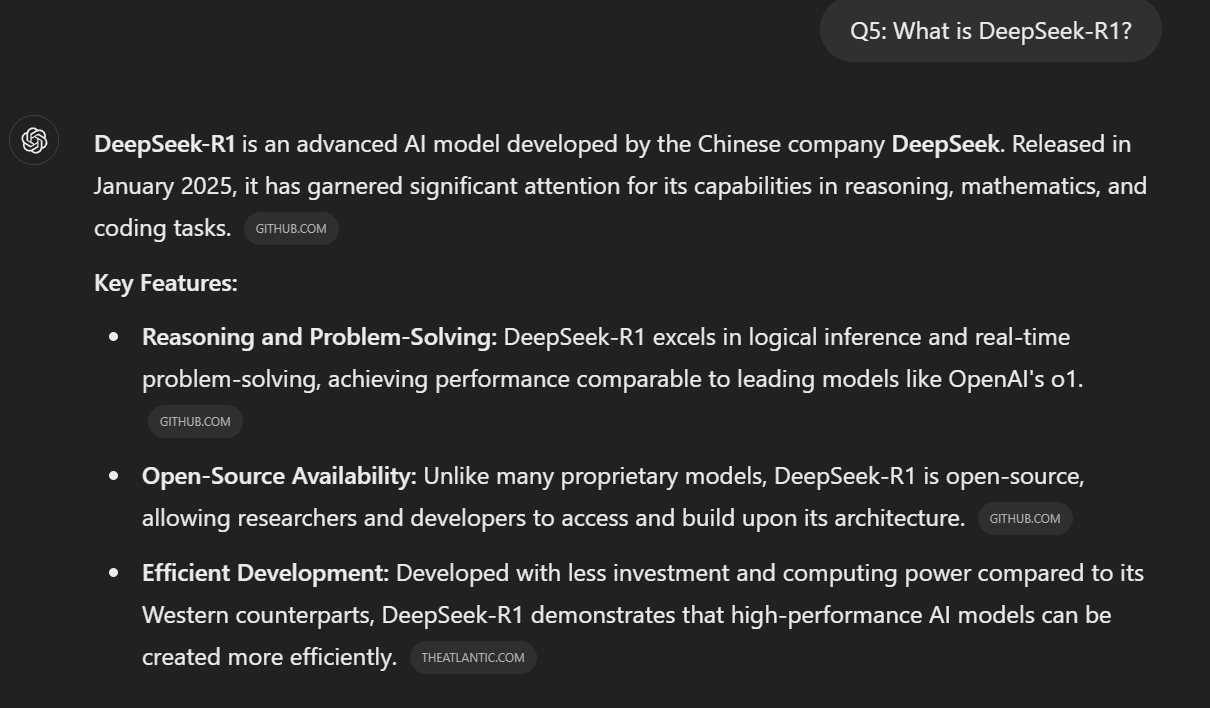 Q5: What is DeepSeek-R1?
DeepSeek-R1 is an advanced AI model developed by the Chinese company DeepSeek. Released in
January 2025, it has garnered significant attention for its capabilities in reasoning, mathematics, and
coding tasks. GITHUB.COM
Key Features:
• Reasoning and Problem-Solving: DeepSeek-R1 excels in logical inference and real-time
problem-solving, achieving performance comparable to leading models like OpenAI's o1.
GITHUB.COM
• Open-Source Availability: Unlike many proprietary models, DeepSeek-R1 is open-source,
allowing researchers and developers to access and build upon its architecture. GITHUB.COM
• Efficient Development: Developed with less investment and computing power compared to its
Western counterparts, DeepSeek-R1 demonstrates that high-performance AI models can be
created more efficiently. THEATLANTIC.COM